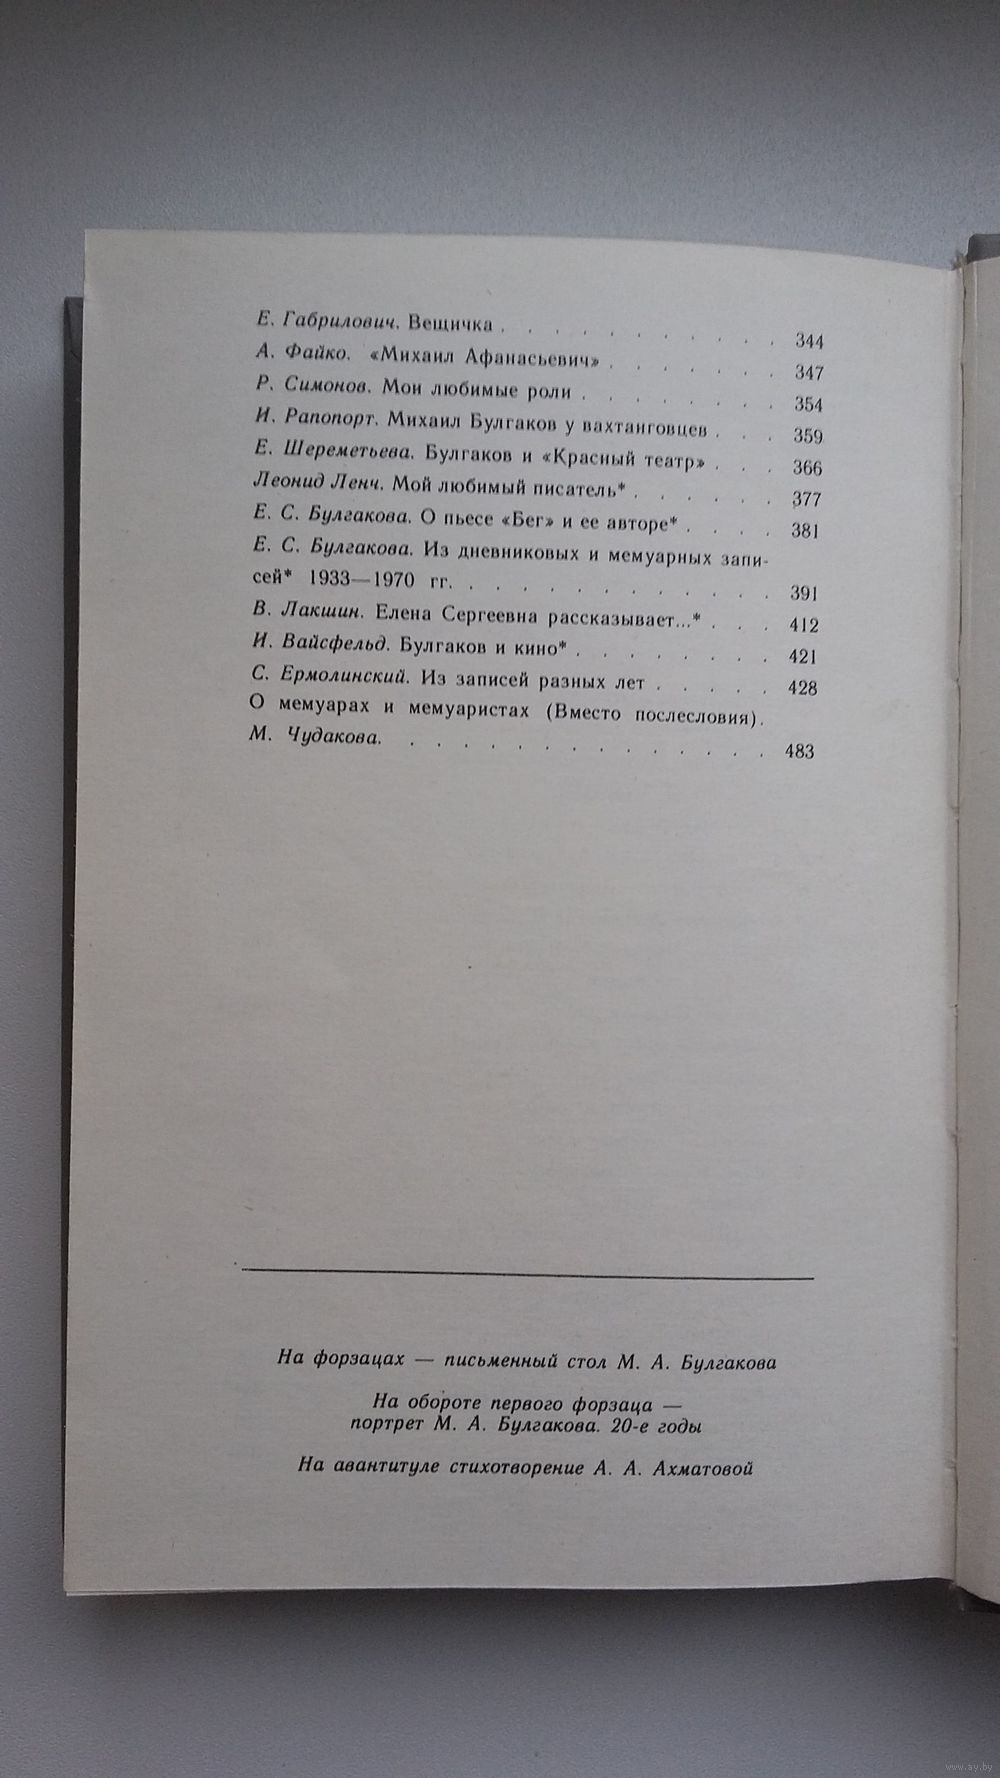 Е. Габрилович. Вещичка . . . . . . . . . . . 344
А. Файко. «Михаил Афанасьевич» . . . . . . . 347
Р. Симонов. Мои любимые роли . . . . . . . . 354
И. Рапопорт. Михаил Булгаков у вахтанговцев . . . 359
Е. Шереметьева. Булгаков и «Красный театр» . . . 366
Леонид Ленч. Мой любимый писатель* . . . . . . 377
Е. С. Булгакова. О пьесе «Бег» и ее авторе* . . . . 381
Е. С. Булгакова. Из дневниковых и мемуарных запи-
сей* 1933—1970 гг. . . . . . . . . . . . . 391
В. Лакшин. Елена Сергеевна рассказывает...* . . . 412
И. Вайсфельд. Булгаков и кино* . . . . . . . . 421
С. Ермолинский. Из записей разных лет . . . . . 428
О мемуарах и мемуаристах (Вместо послесловия).
М. Чудакова. . . . . . . . . . . . . . . 483
На форзацах — письменный стол М. А. Булгакова
На обороте первого форзаца —
портрет М. А. Булгакова. 20-е годы
На авантитуле стихотворение А. А. Ахматовой
www.ay.by